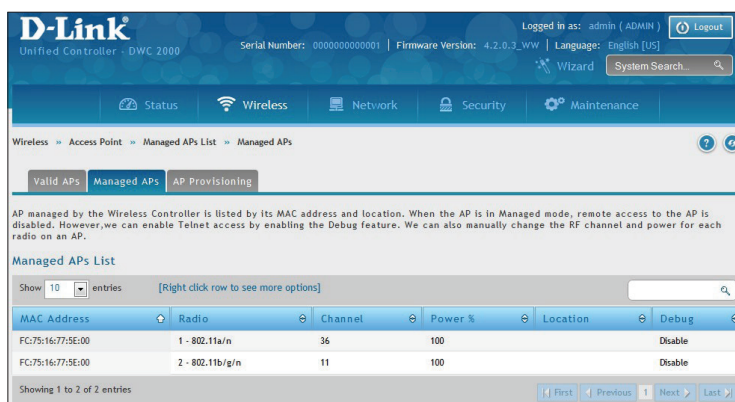 D-Link
Unified Controller - DWC 2000
Logged in as: admin ( ADMIN )
Logout
Serial Number: 0000000000001 | Firmware Version: 4.2.0.3_WW | Language: English [US]
Wizard
System Search...
Status
Wireless
Network
Security
Maintenance
Wireless » Access Point » Managed APs List » Managed APs
Valid APs
Managed APs
AP Provisioning
AP managed by the Wireless Controller is listed by its MAC address and location. When the AP is in Managed mode, remote access to the AP is
disabled. However,we can enable Telnet access by enabling the Debug feature. We can also manually change the RF channel and power for each
radio on an AP.
Managed APs List
Show 10 entries
[Right click row to see more options]
MAC Address Radio Channel Power % Location Debug
FC:75:16:77:5E:00 1 - 802.11a/n 36 100 Disable
FC:75:16:77:5E:00 2 - 802.11b/g/n 11 100 Disable
Showing 1 to 2 of 2 entries
First Previous 1 Next Last